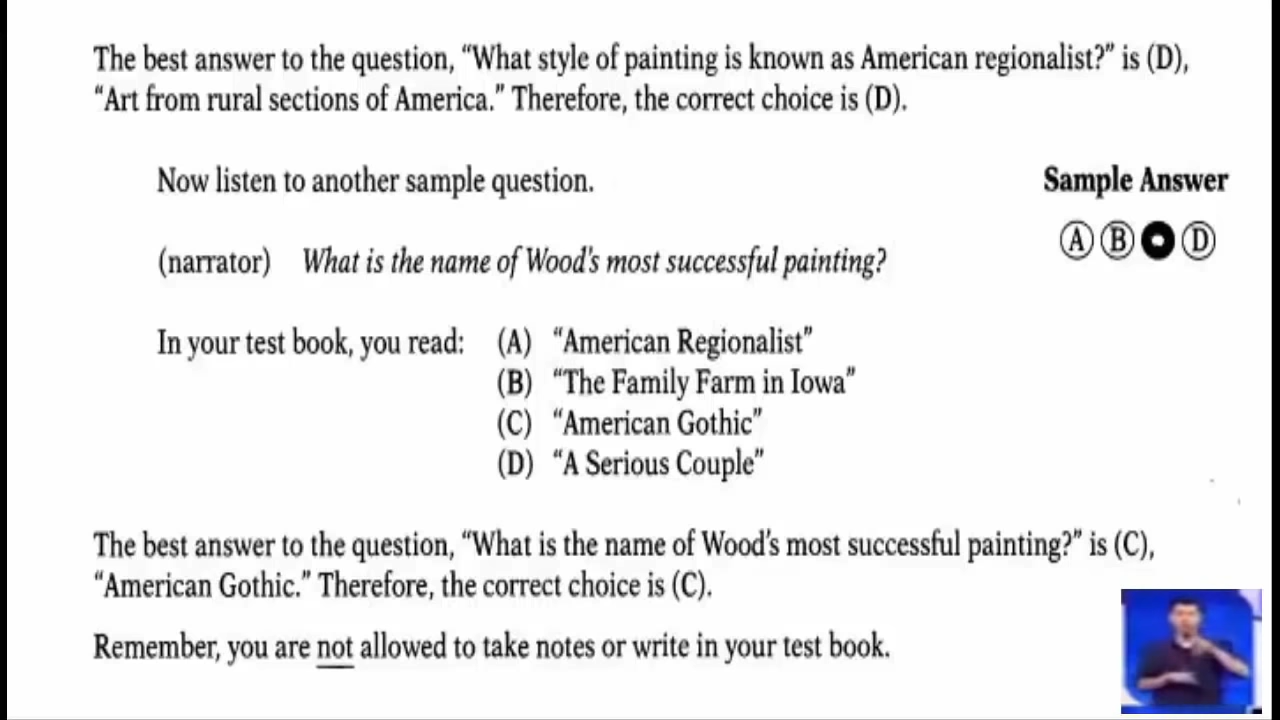 The best answer to the question, “What style of painting is known as American regionalist?” is (D),
“Art from rural sections of America.” Therefore, the correct choice is (D).
Now listen to another sample question.
Sample Answer
(narrator) What is the name of Wood's most successful painting?
A B D
In your test book, you read: (A) “American Regionalist”
(B) “The Family Farm in Iowa”
(C) “American Gothic”
(D) “A Serious Couple”
The best answer to the question, “What is the name of Wood's most successful painting?” is (C),
“American Gothic.” Therefore, the correct choice is (C).
Remember, you are not allowed to take notes or write in your test book.